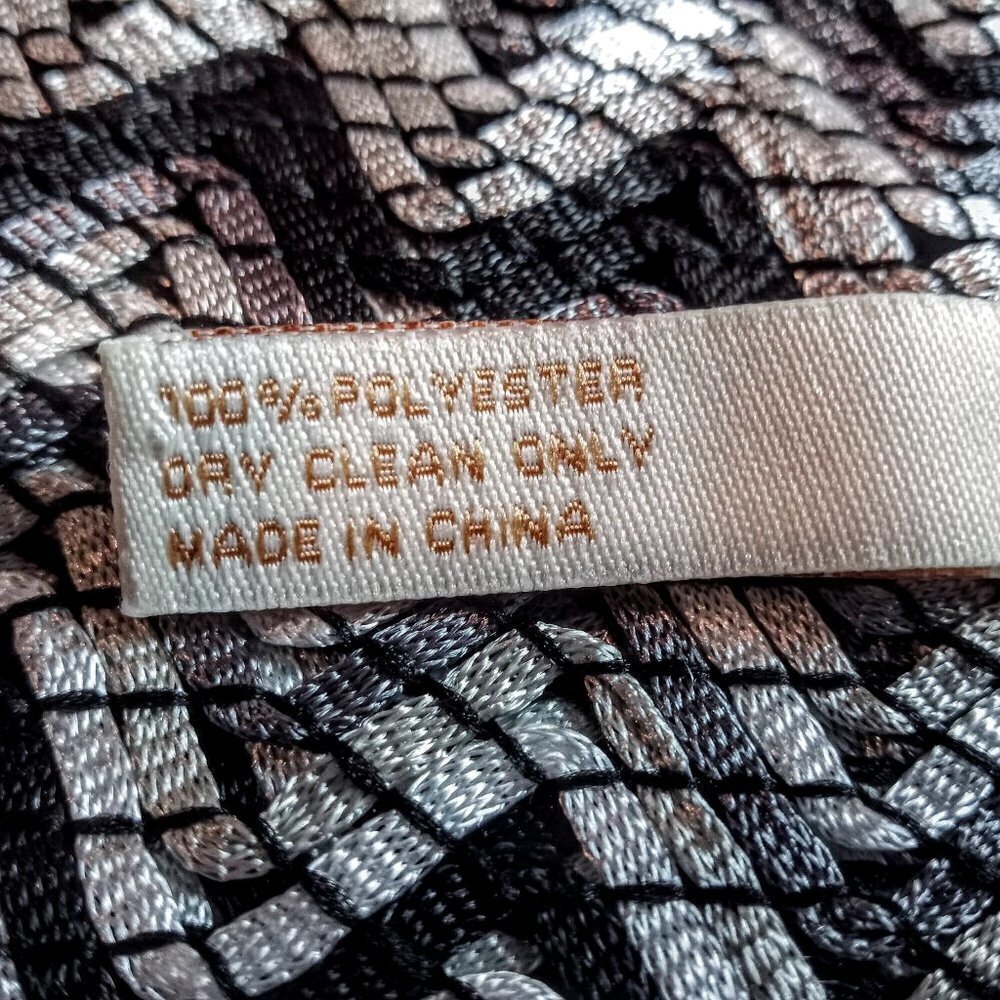 100% POLYESTER
DRY CLEAN ONLY
MADE IN CHINA